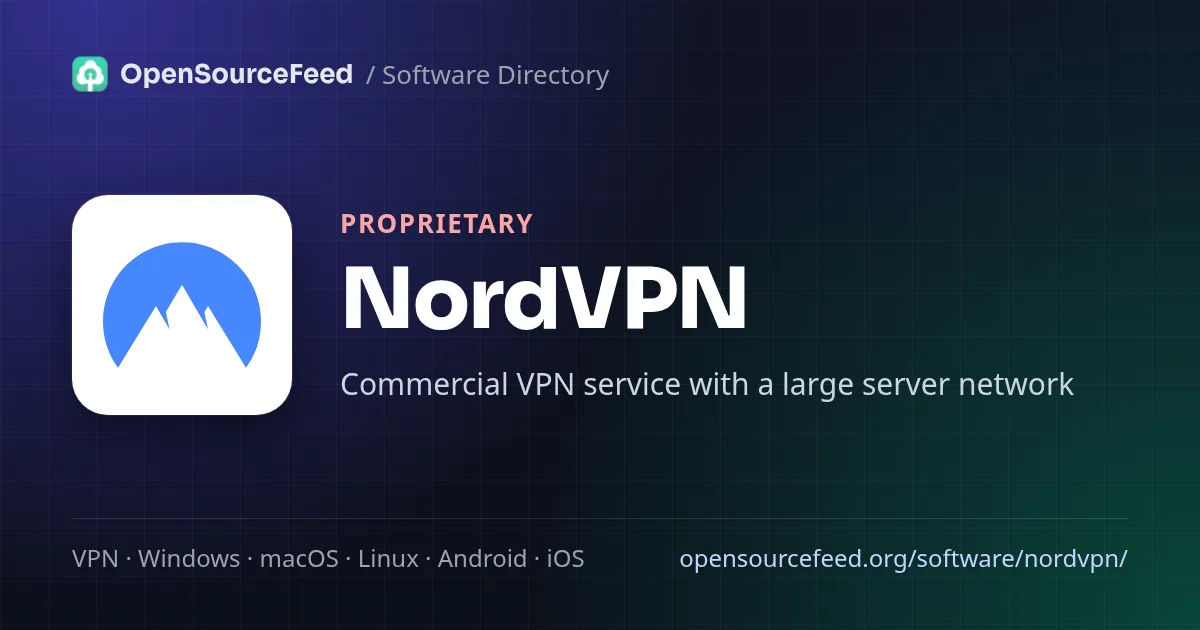 OpenSourceFeed / Software Directory
PROPRIETARY
NordVPN
Commercial VPN service with a large server network
VPN · Windows · macOS · Linux · Android · iOS
opensourcefeed.org/software/nordvpn/